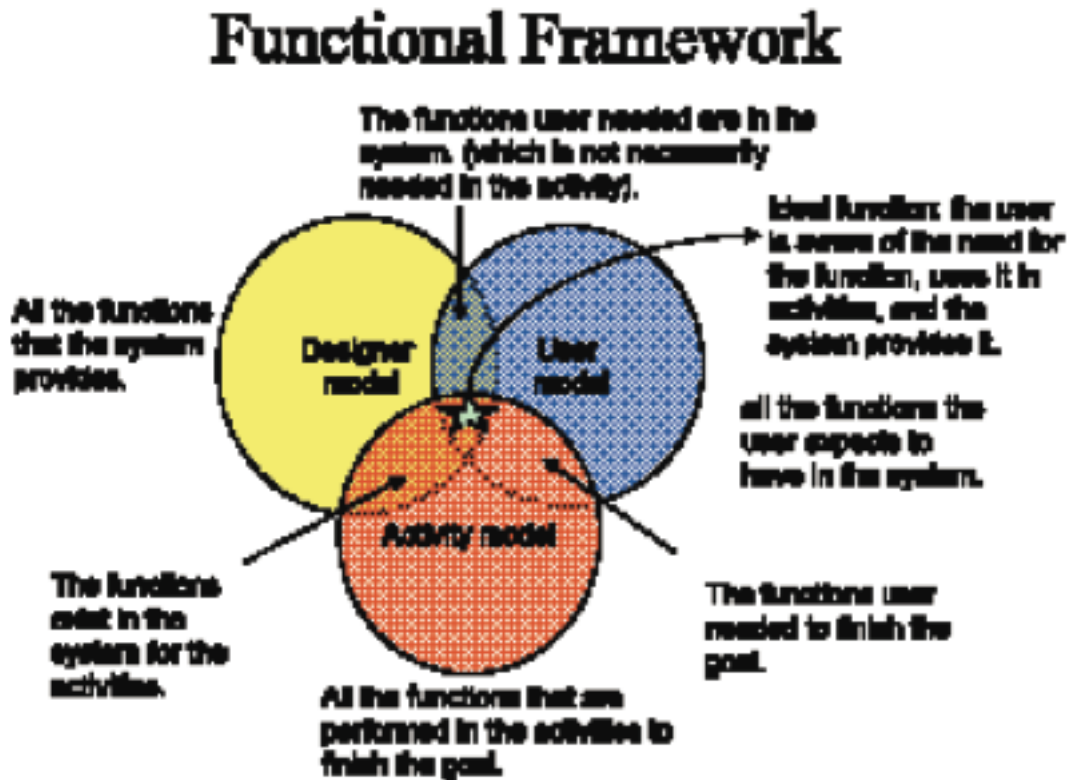 Functional Framework
The functions user needed are in the
system. (which is not necessarily
needed in the activity).
Ideal function: the user
is aware of the need for
the function, uses it in
activities, and the
system provides it.
All the functions
that the system
provides.
Designer
model
User
model
all the functions the
user expects to
have in the system.
Activity model
The functions
exist in the
system for the
activities.
The functions user
needed to finish the
goal.
All the functions that are
performed in the activities to
finish the goal.